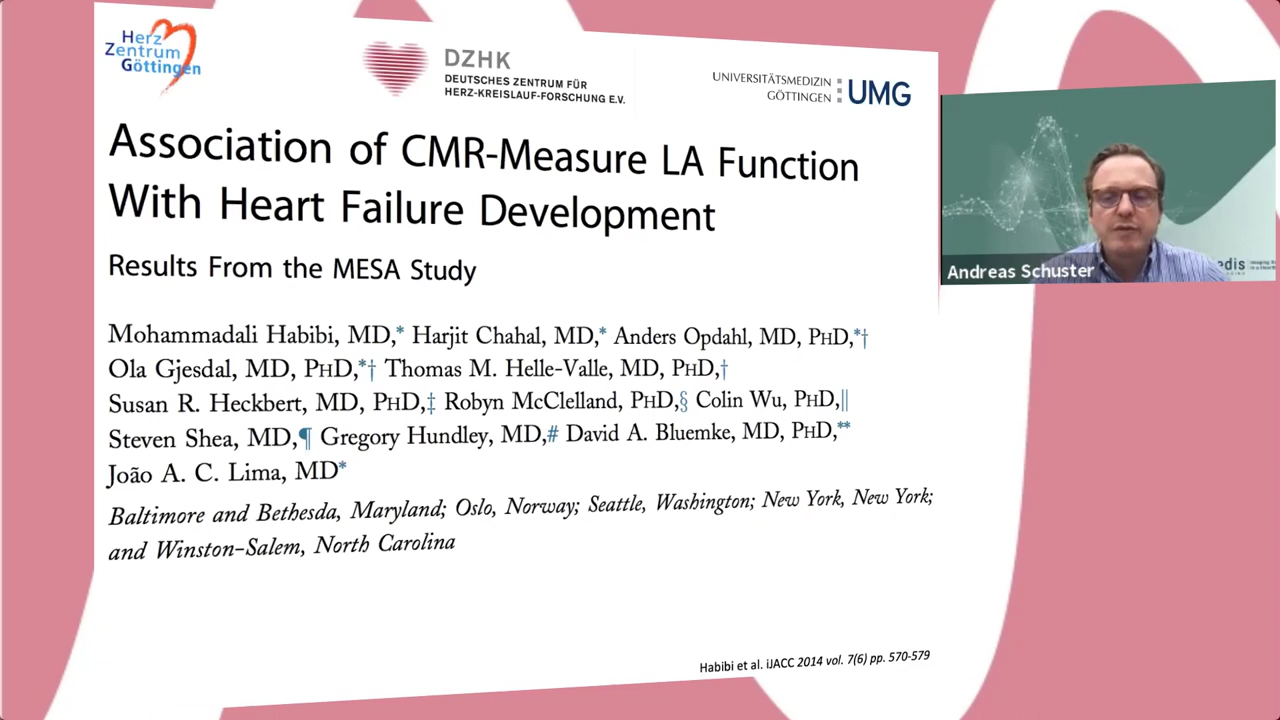 Herz
Zentrum
Göttingen
DZHK
DEUTSCHES ZENTRUM FÜR
HERZ-KREISLAUF-FORSCHUNG E.V.
UNIVERSITÄTSMEDIZIN
GÖTTINGEN
UMG
Association of CMR-Measure LA Function
With Heart Failure Development
Results From the MESA Study
Mohammadali Habibi, MD,* Harjit Chahal, MD,* Anders Opdahl, MD, PHD,*†
Ola Gjesdal, MD, PHD,*† Thomas M. Helle-Valle, MD, PHD,†
Susan R. Heckbert, MD, PHD,‡ Robyn McClelland, PHD,§ Colin Wu, PHD,||
Steven Shea, MD,¶ Gregory Hundley, MD,# David A. Bluemke, MD, PHD,**
João A. C. Lima, MD*
Baltimore and Bethesda, Maryland; Oslo, Norway; Seattle, Washington; New York, New York;
and Winston-Salem, North Carolina
Habibi et al. iJACC 2014 vol. 7(6) pp. 570-579
Andreas Schuster